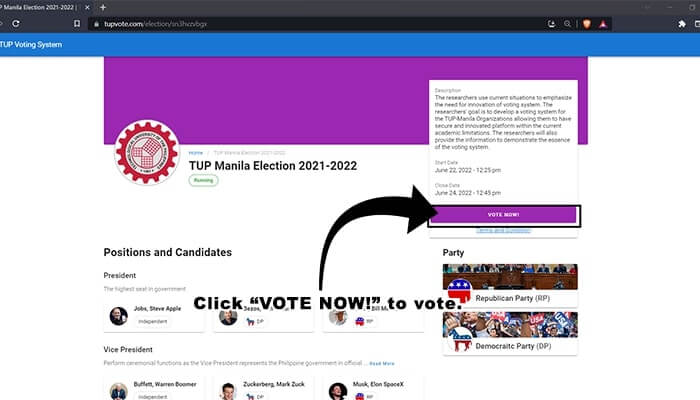 TP Manila Election 2021-2022 |
tupvote.com/election/sn3hvzvbgx
TUP Voting System
Description
The researchers use current situations to emphasize
the need for innovation of voting system. The
researchers' goal is to develop a voting system for
the TUP-Manila Organizations allowing them to have
secure and innovated platform within the current
academic limitations. The researchers will also
provide the information to demonstrate the essence
of the voting system.
Start Date
June 22, 2022 - 12:25 pm
Close Date
June 24, 2022 - 12:45 pm
VOTE NOW!
Terms and Condition
Home / TUP Manila Election 2021-2022
TUP Manila Election 2021-2022
Running
Positions and Candidates
President
The highest seat in government
Click “VOTE NOW!” to vote.
Jobs, Steve Apple
Independent
DP
Bill
RP
Vice President
Perform ceremonial functions as the Vice President represents the Philippine government in official ... Read More
Buffett, Warren Boomer
Independent
Zuckerberg, Mark Zuck
DP
Musk, Elon SpaceX
RP
Party
Republican Party (RP)
Democraitc Party (DP)